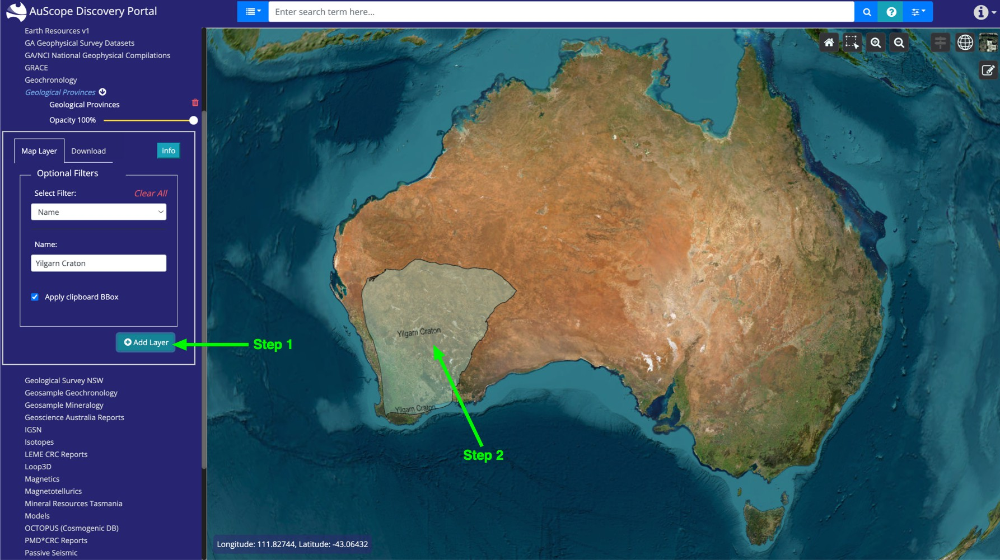 AuScope Discovery Portal
Enter search term here...
Earth Resources v1
GA Geophysical Survey Datasets
GA/NCI National Geophysical Compilations
GRACE
Geochronology
Geological Provinces
Geological Provinces
Opacity 100%
Map Layer
Download
info
Optional Filters
Select Filter:
Clear All
Name
Name:
Yilgarn Craton
Apply clipboard BBox
Add Layer
Step 1
Geological Survey NSW
Geosample Geochronology
Geosample Mineralogy
Geoscience Australia Reports
IGSN
Isotopes
LEME CRC Reports
Loop3D
Magnetics
Magnetotellurics
Mineral Resources Tasmania
Models
OCTOPUS (Cosmogenic DB)
PMD*CRC Reports
Passive Seismic
Yilgarn Craton
Yilgarn Craton
Step 2
Longitude: 111.82744, Latitude: -43.06432